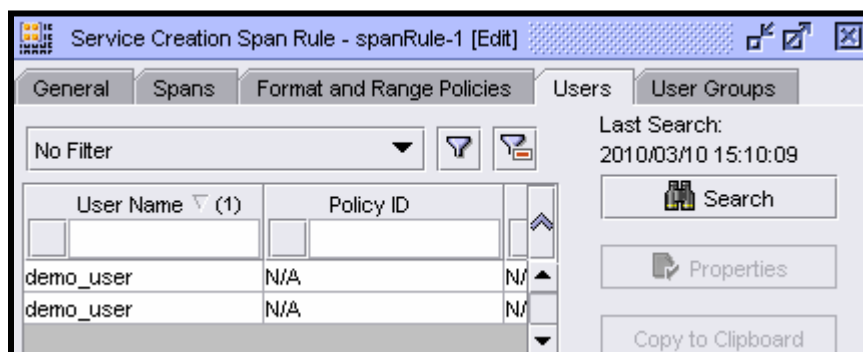 Service Creation Span Rule - spanRule-1 [Edit]
General Spans Format and Range Policies Users User Groups
Last Search:
No Filter
2010/03/10 15:10:09
Search
User Name (1) Policy ID
Properties
demo_user N/A N/
demo_user N/A N/
Copy to Clipboard